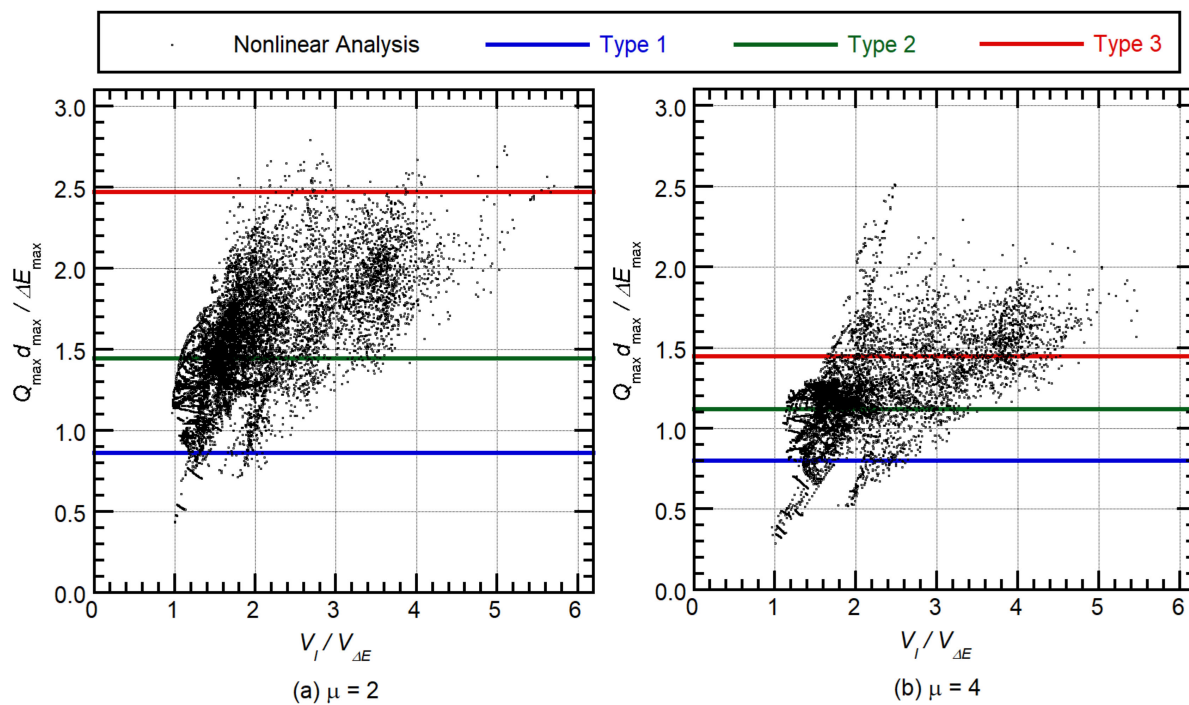 Nonlinear Analysis Type 1 Type 2 Type 3
3.0
2.5
2.0
1.5
1.0
0.5
0.0
Q_max d_max / ΔE_max
0 1 2 3 4 5 6
V_I / V_ΔE
(a) μ = 2
3.0
2.5
2.0
1.5
1.0
0.5
0.0
Q_max d_max / ΔE_max
0 1 2 3 4 5 6
V_I / V_ΔE
(b) μ = 4